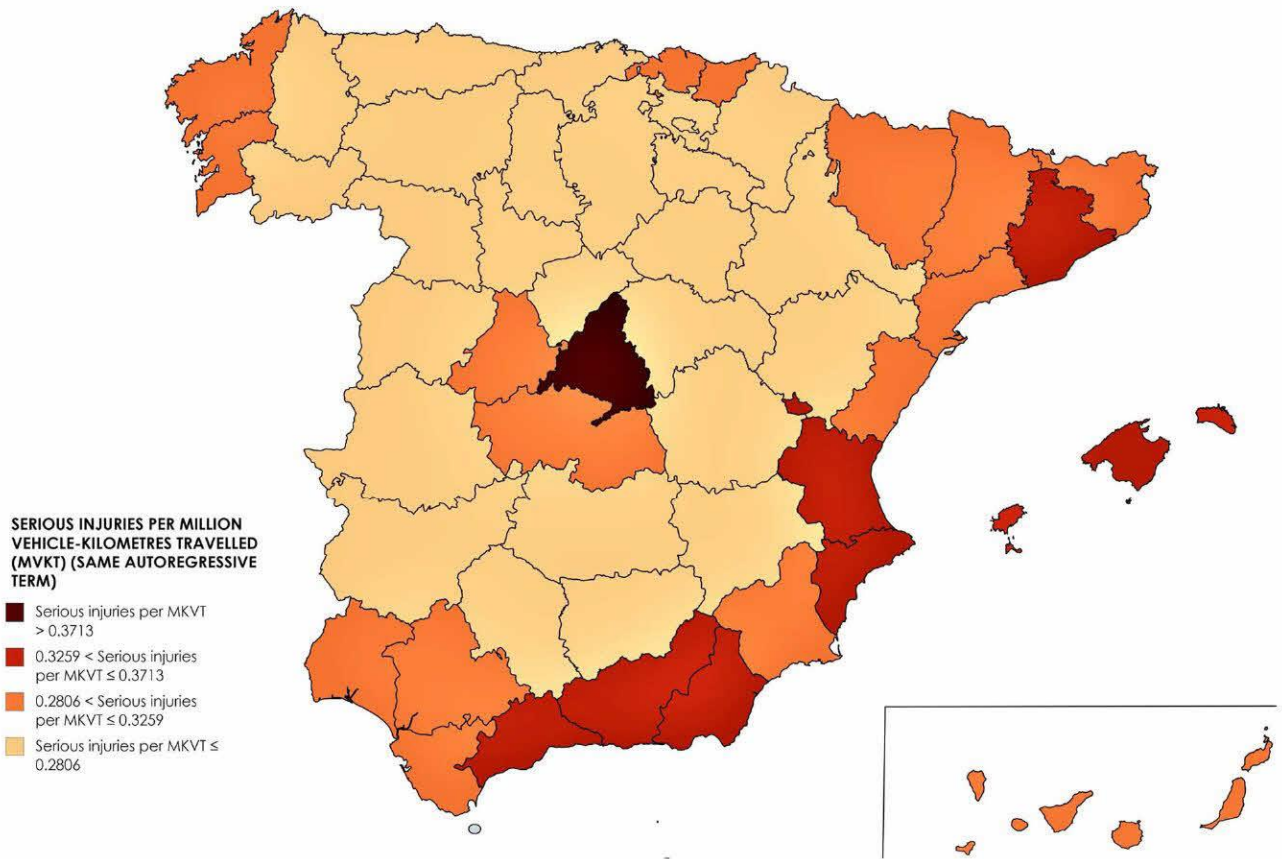 SERIOUS INJURIES PER MILLION
VEHICLE-KILOMETRES TRAVELLED
(MVKT) (SAME AUTOREGRESSIVE
TERM)
Serious injuries per MKVT
> 0.3713
0.3259 < Serious injuries
per MKVT ≤ 0.3713
0.2806 < Serious injuries
per MKVT ≤ 0.3259
Serious injuries per MKVT ≤
0.2806